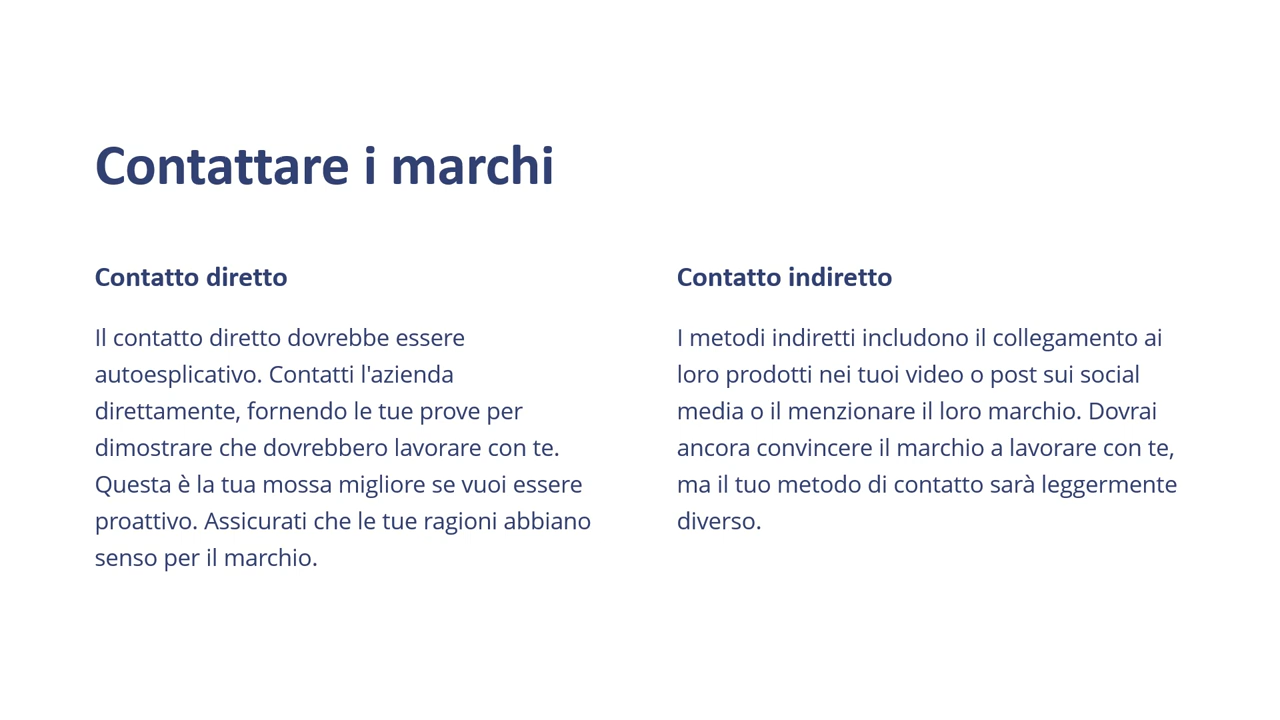 Contattare i marchi
Contatto diretto
Il contatto diretto dovrebbe essere
autoesplicativo. Contatti l'azienda
direttamente, fornendo le tue prove per
dimostrare che dovrebbero lavorare con te.
Questa è la tua mossa migliore se vuoi essere
proattivo. Assicurati che le tue ragioni abbiano
senso per il marchio.
Contatto indiretto
I metodi indiretti includono il collegamento ai
loro prodotti nei tuoi video o post sui social
media o il menzionare il loro marchio. Dovrai
ancora convincere il marchio a lavorare con te,
ma il tuo metodo di contatto sarà leggermente
diverso.